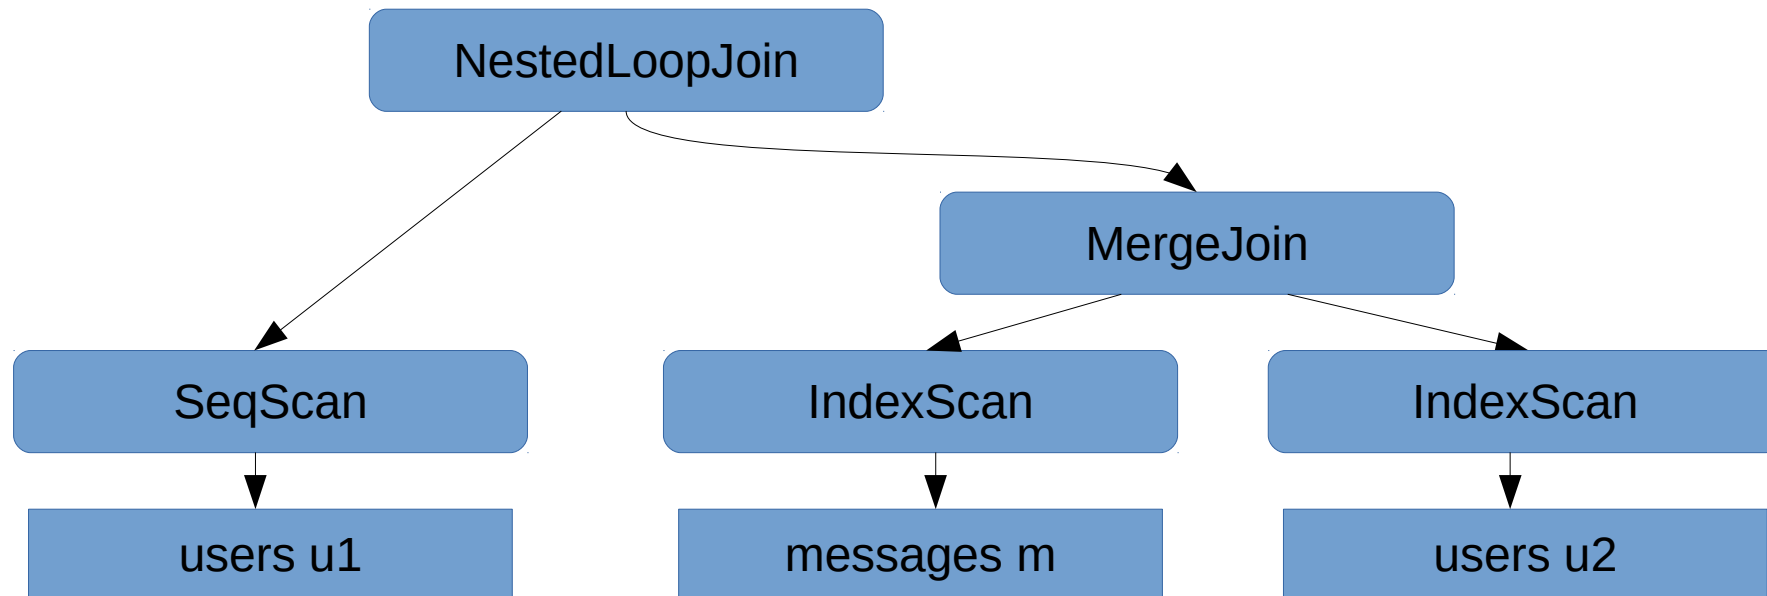 NestedLoopJoin
MergeJoin
SeqScan
IndexScan
IndexScan
users u1
messages m
users u2